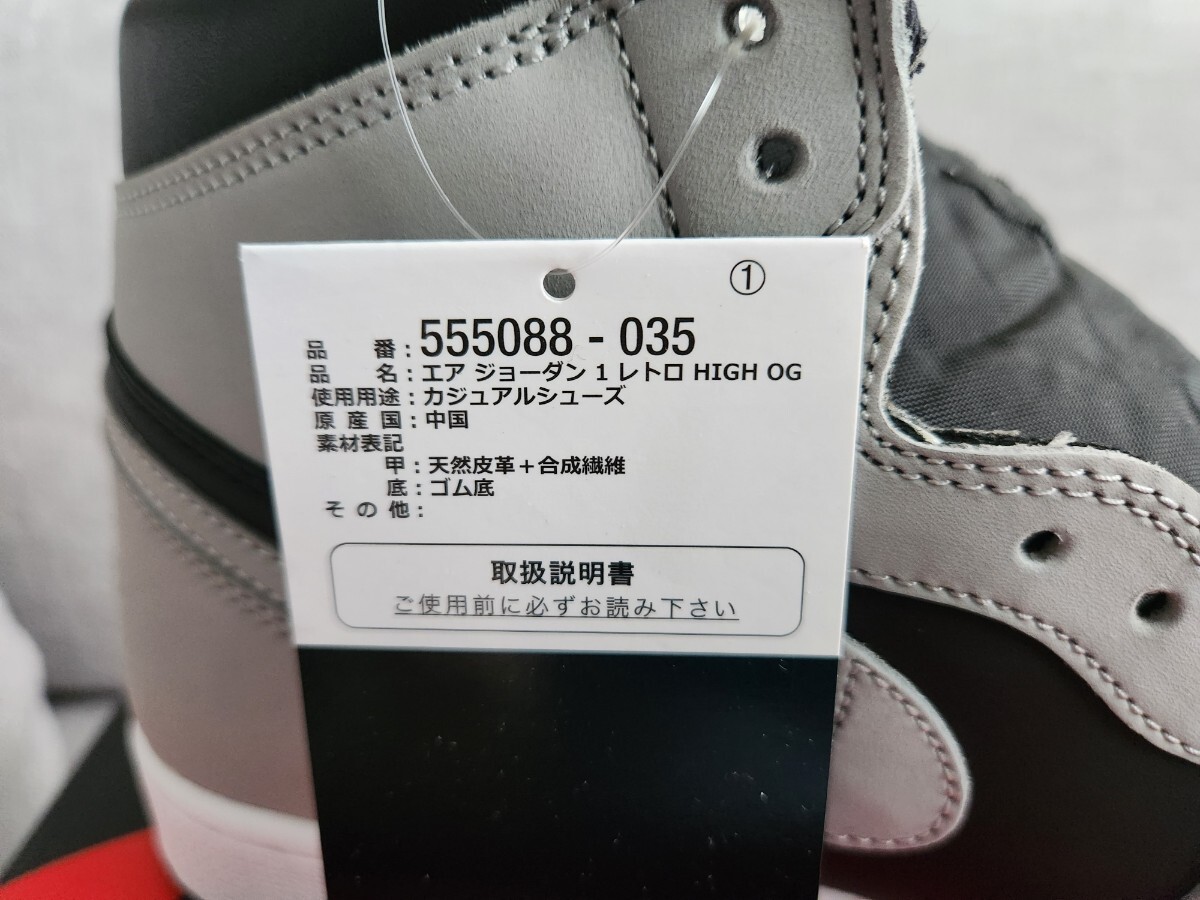 ①
品 番:555088-035
品 名:エア ジョーダン 1 レトロ HIGH OG
使用用途:カジュアルシューズ
原 産 国:中国
素材表記
甲:天然皮革+合成繊維
底:ゴム底
そ の 他:
取扱説明書
ご使用前に必ずお読み下さい